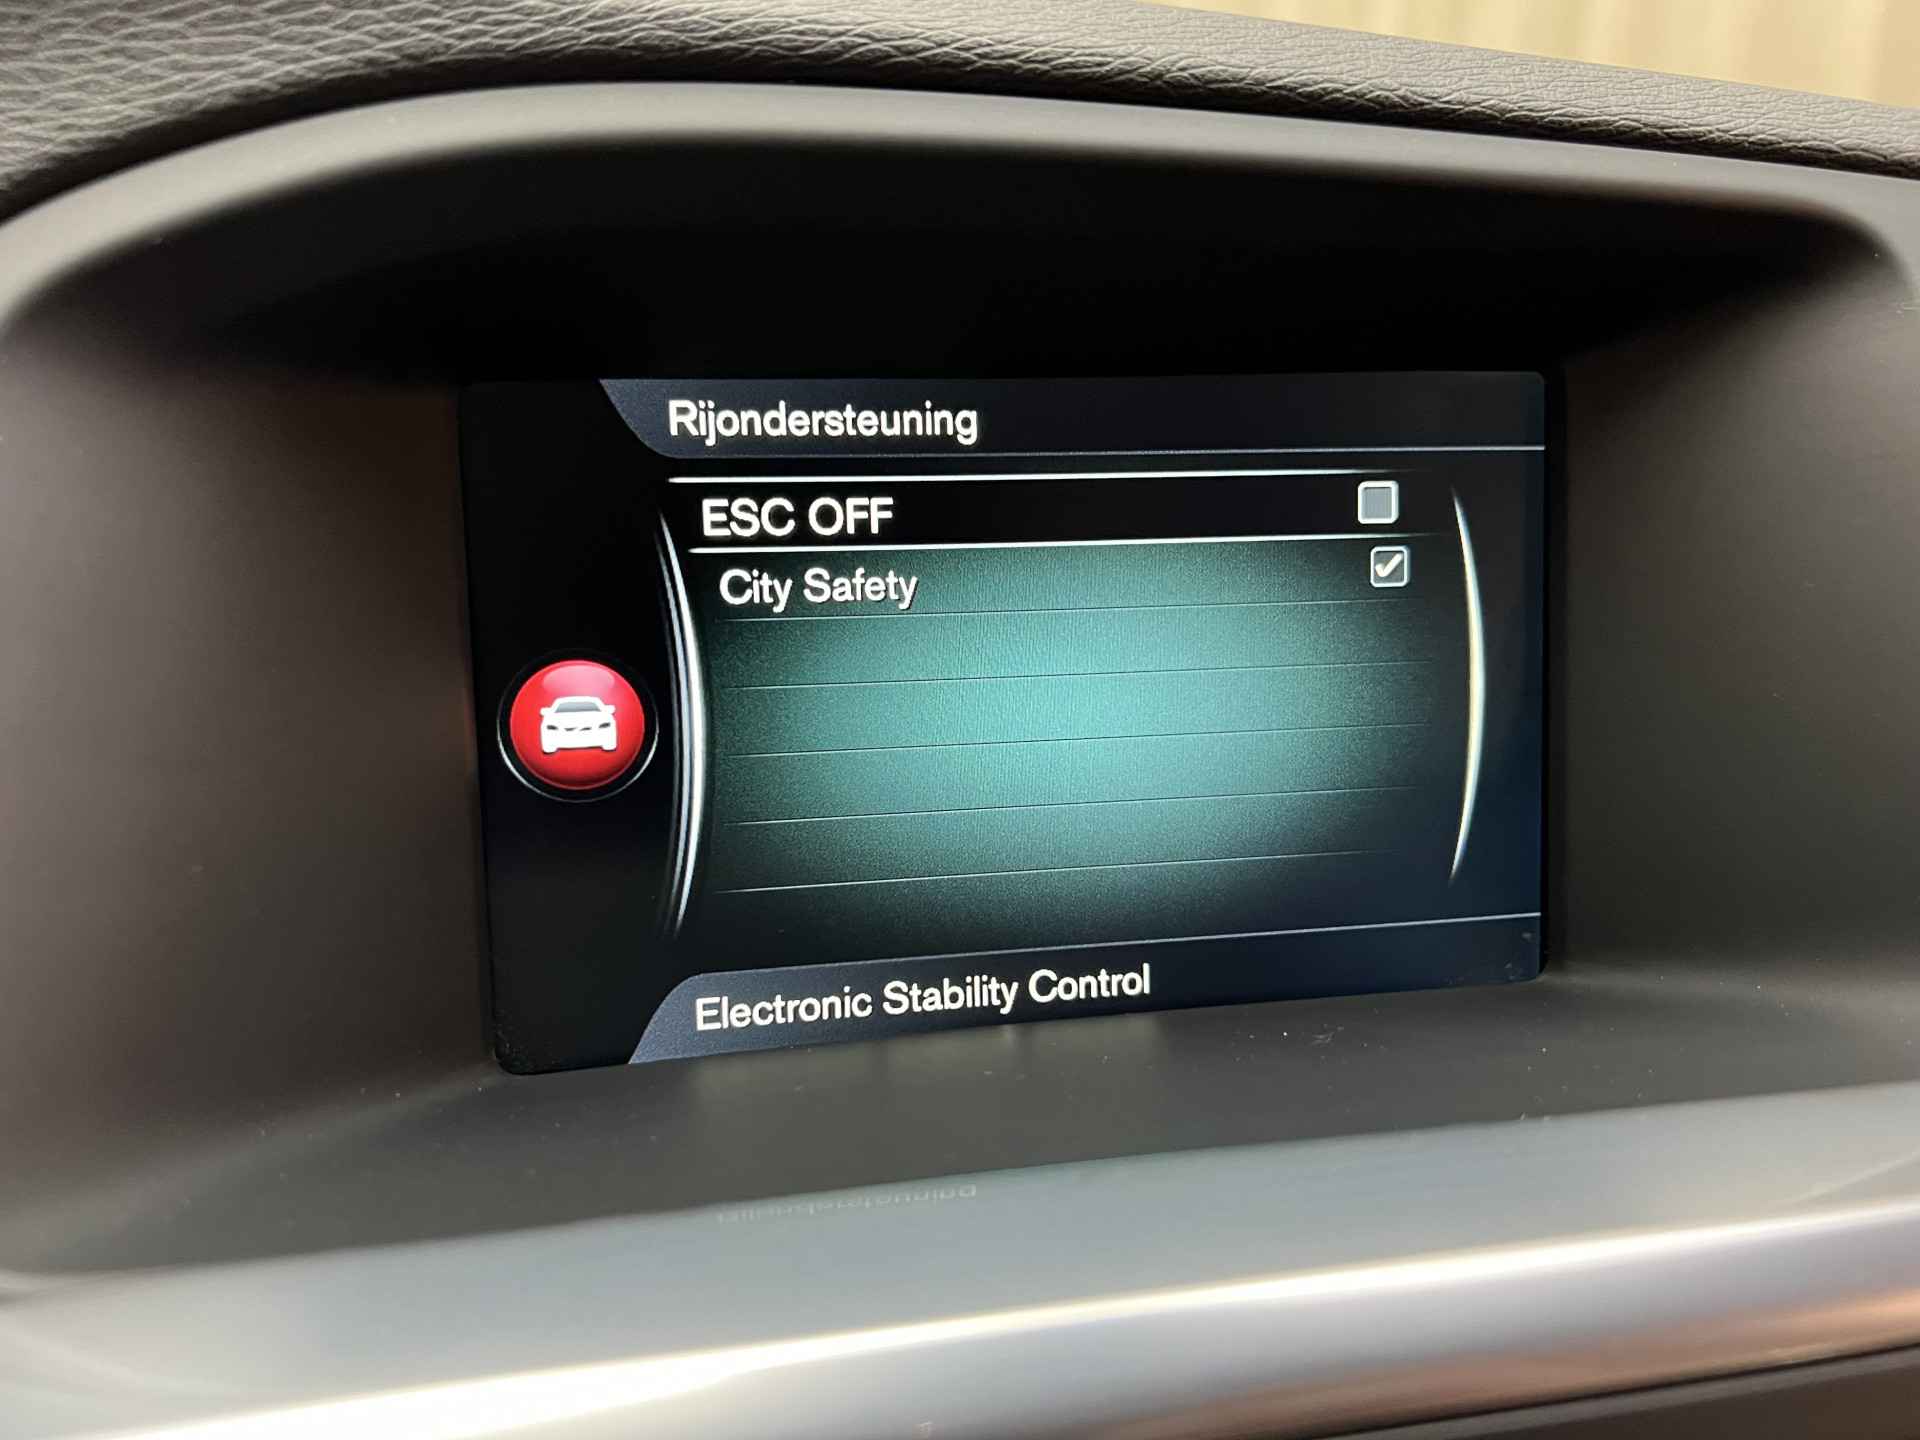 Rijondersteuning
ESC OFF
City Safety
Electronic Stability Control